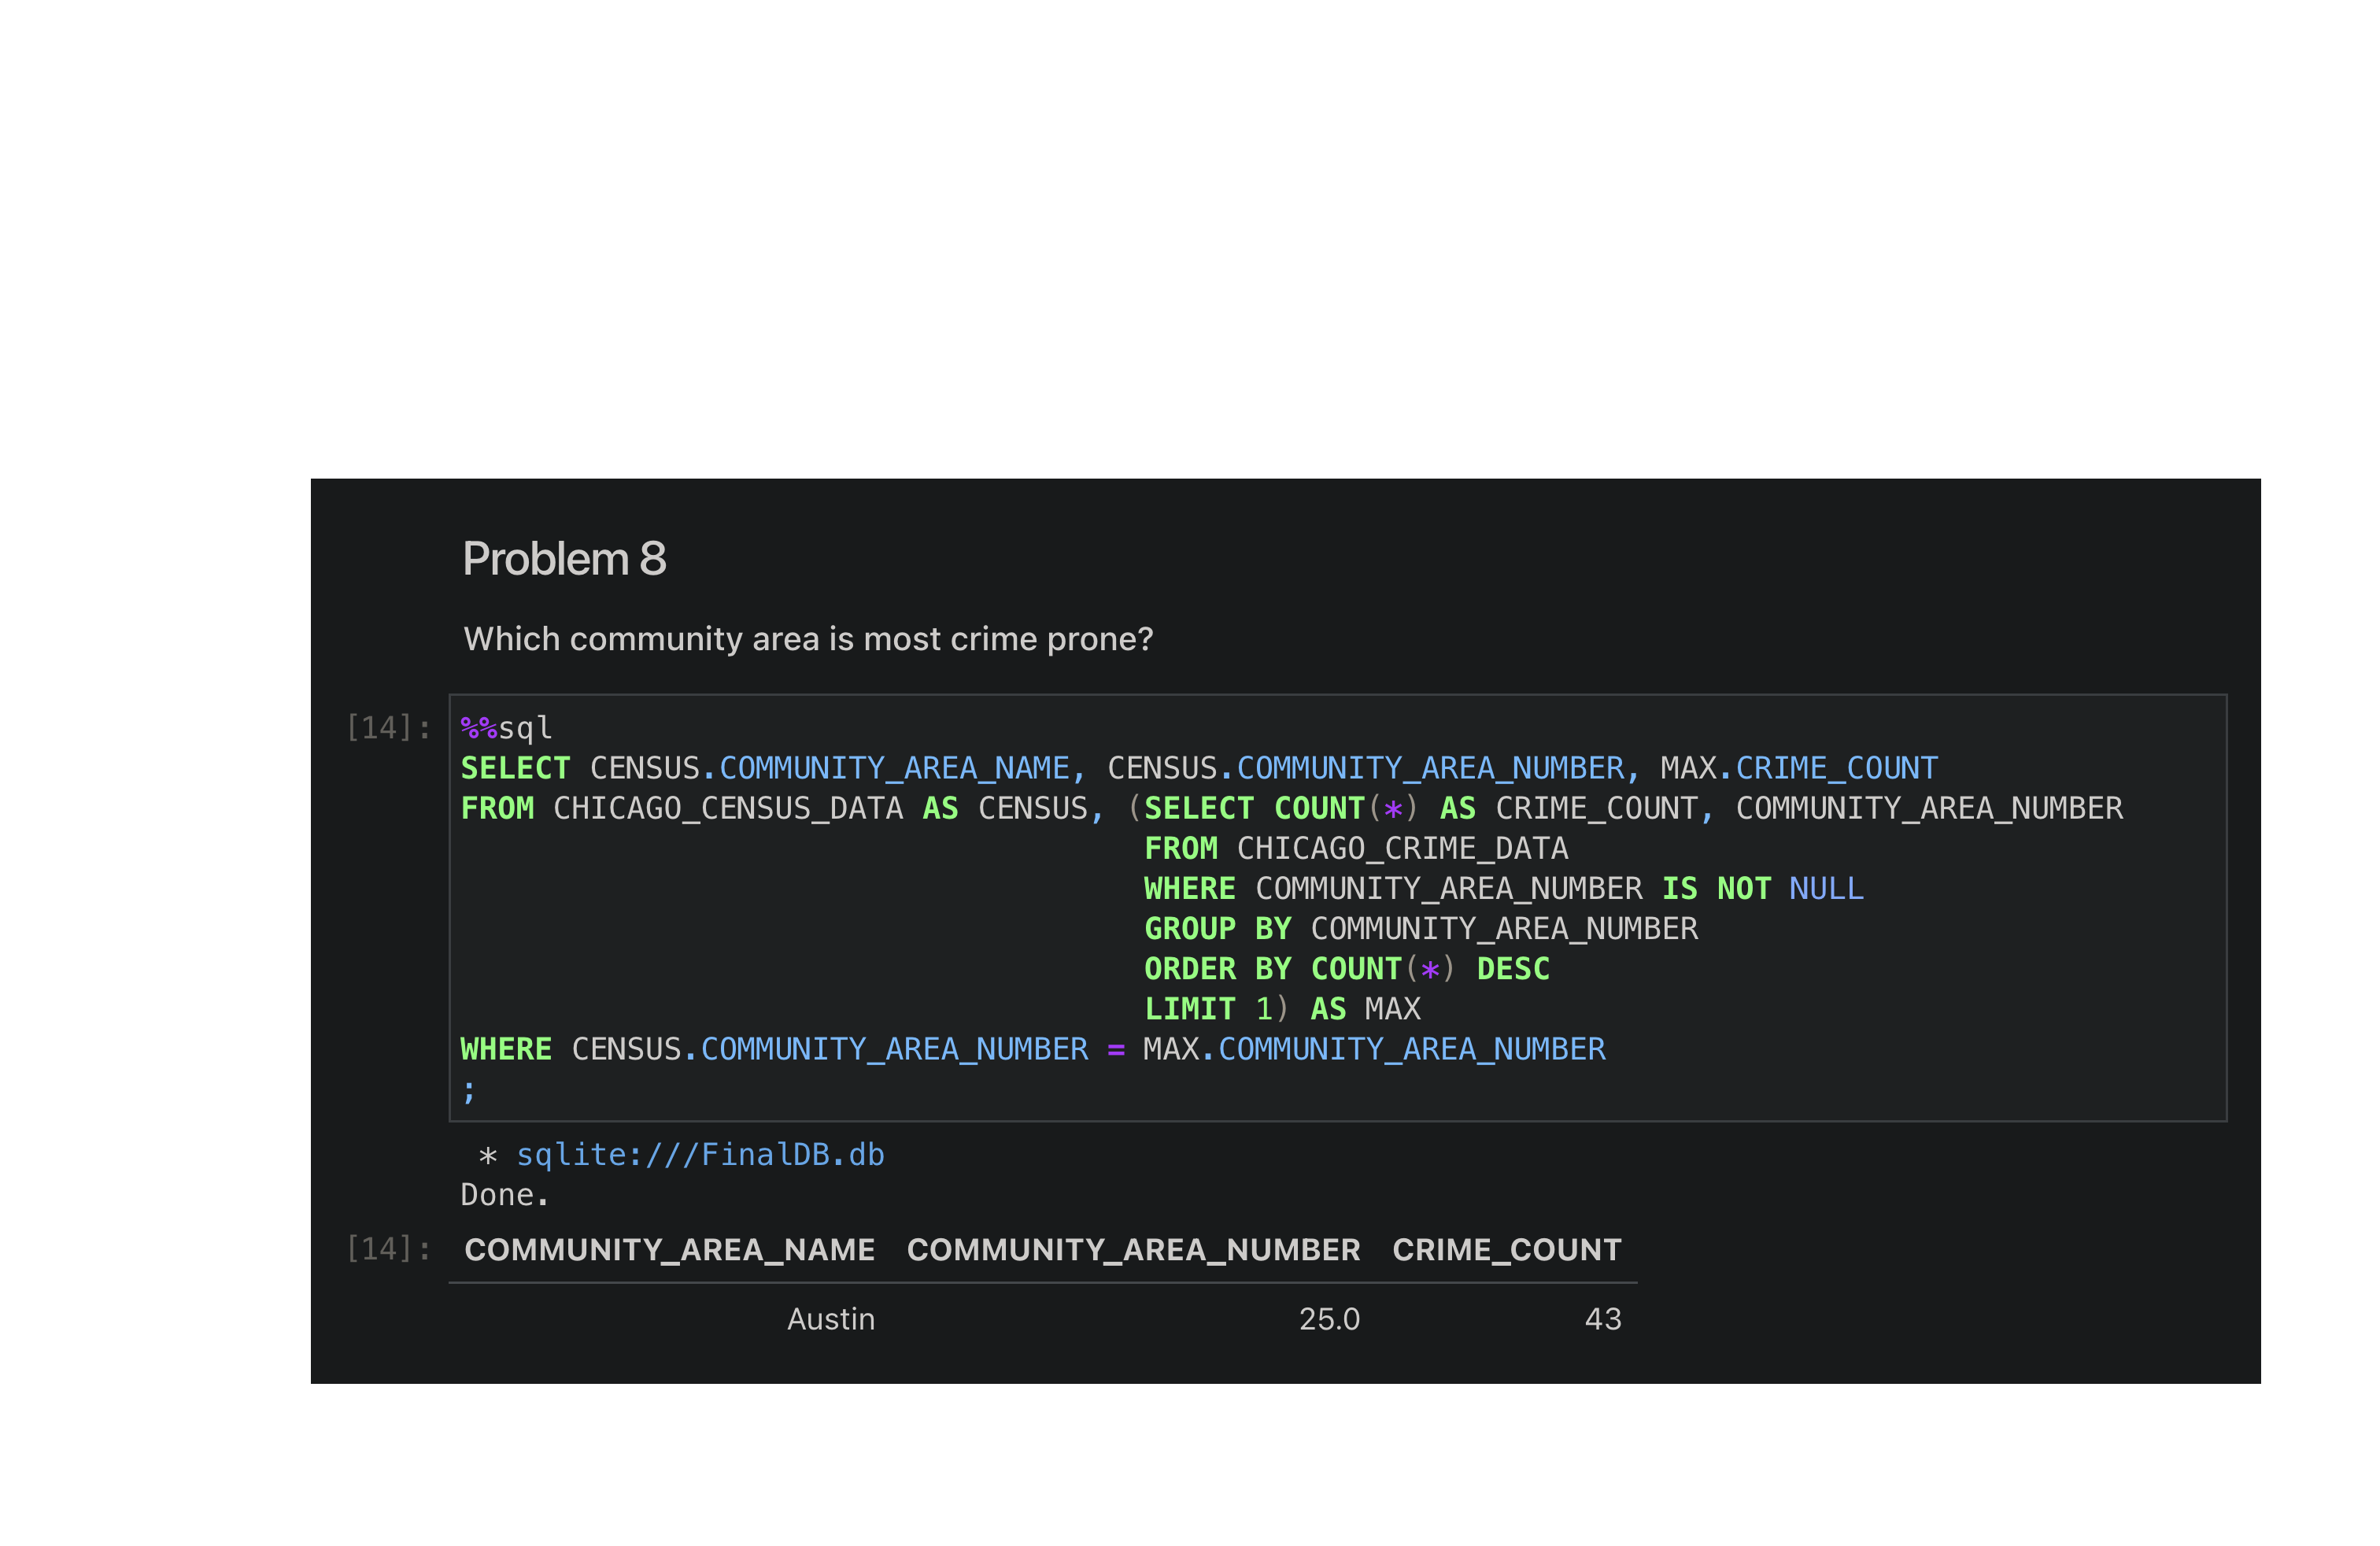 Problem 8
Which community area is most crime prone?
[14]: %%sql
SELECT CENSUS.COMMUNITY_AREA_NAME, CENSUS.COMMUNITY_AREA_NUMBER, MAX.CRIME_COUNT
FROM CHICAGO_CENSUS_DATA AS CENSUS, (SELECT COUNT(*) AS CRIME_COUNT, COMMUNITY_AREA_NUMBER
FROM CHICAGO_CRIME_DATA
WHERE COMMUNITY_AREA_NUMBER IS NOT NULL
GROUP BY COMMUNITY_AREA_NUMBER
ORDER BY COUNT(*) DESC
LIMIT 1) AS MAX
WHERE CENSUS.COMMUNITY_AREA_NUMBER = MAX.COMMUNITY_AREA_NUMBER
;
* sqlite:///FinalDB.db
Done.
[14]: COMMUNITY_AREA_NAME COMMUNITY_AREA_NUMBER CRIME_COUNT
Austin 25.0 43